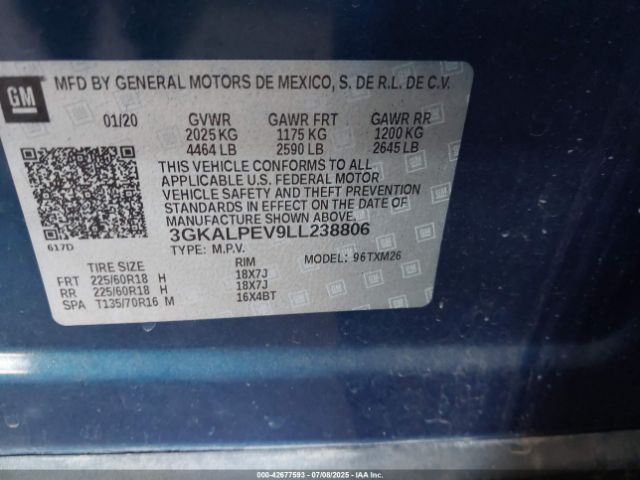 GM
MFD BY GENERAL MOTORS DE MEXICO, S. DE R.L. DE C.V.
01/20 GVWR GAWR FRT GAWR RR
2025 KG 1175 KG 1200 KG
4464 LB 2590 LB 2645 LB
THIS VEHICLE CONFORMS TO ALL
APPLICABLE U.S. FEDERAL MOTOR
VEHICLE SAFETY AND THEFT PREVENTION
STANDARDS IN EFFECT ON THE DATE OF
MANUFACTURE SHOWN ABOVE.
617D
3GKALPEV9LL238806
TYPE: M.P.V. MODEL: 96TXM26
TIRE SIZE RIM
FRT 225/60R18 H 18X7J
RR 225/60R18 H 18X7J
SPA T135/70R16 M 16X4BT
000-42677593 - 07/08/2025 - IAAI.COM